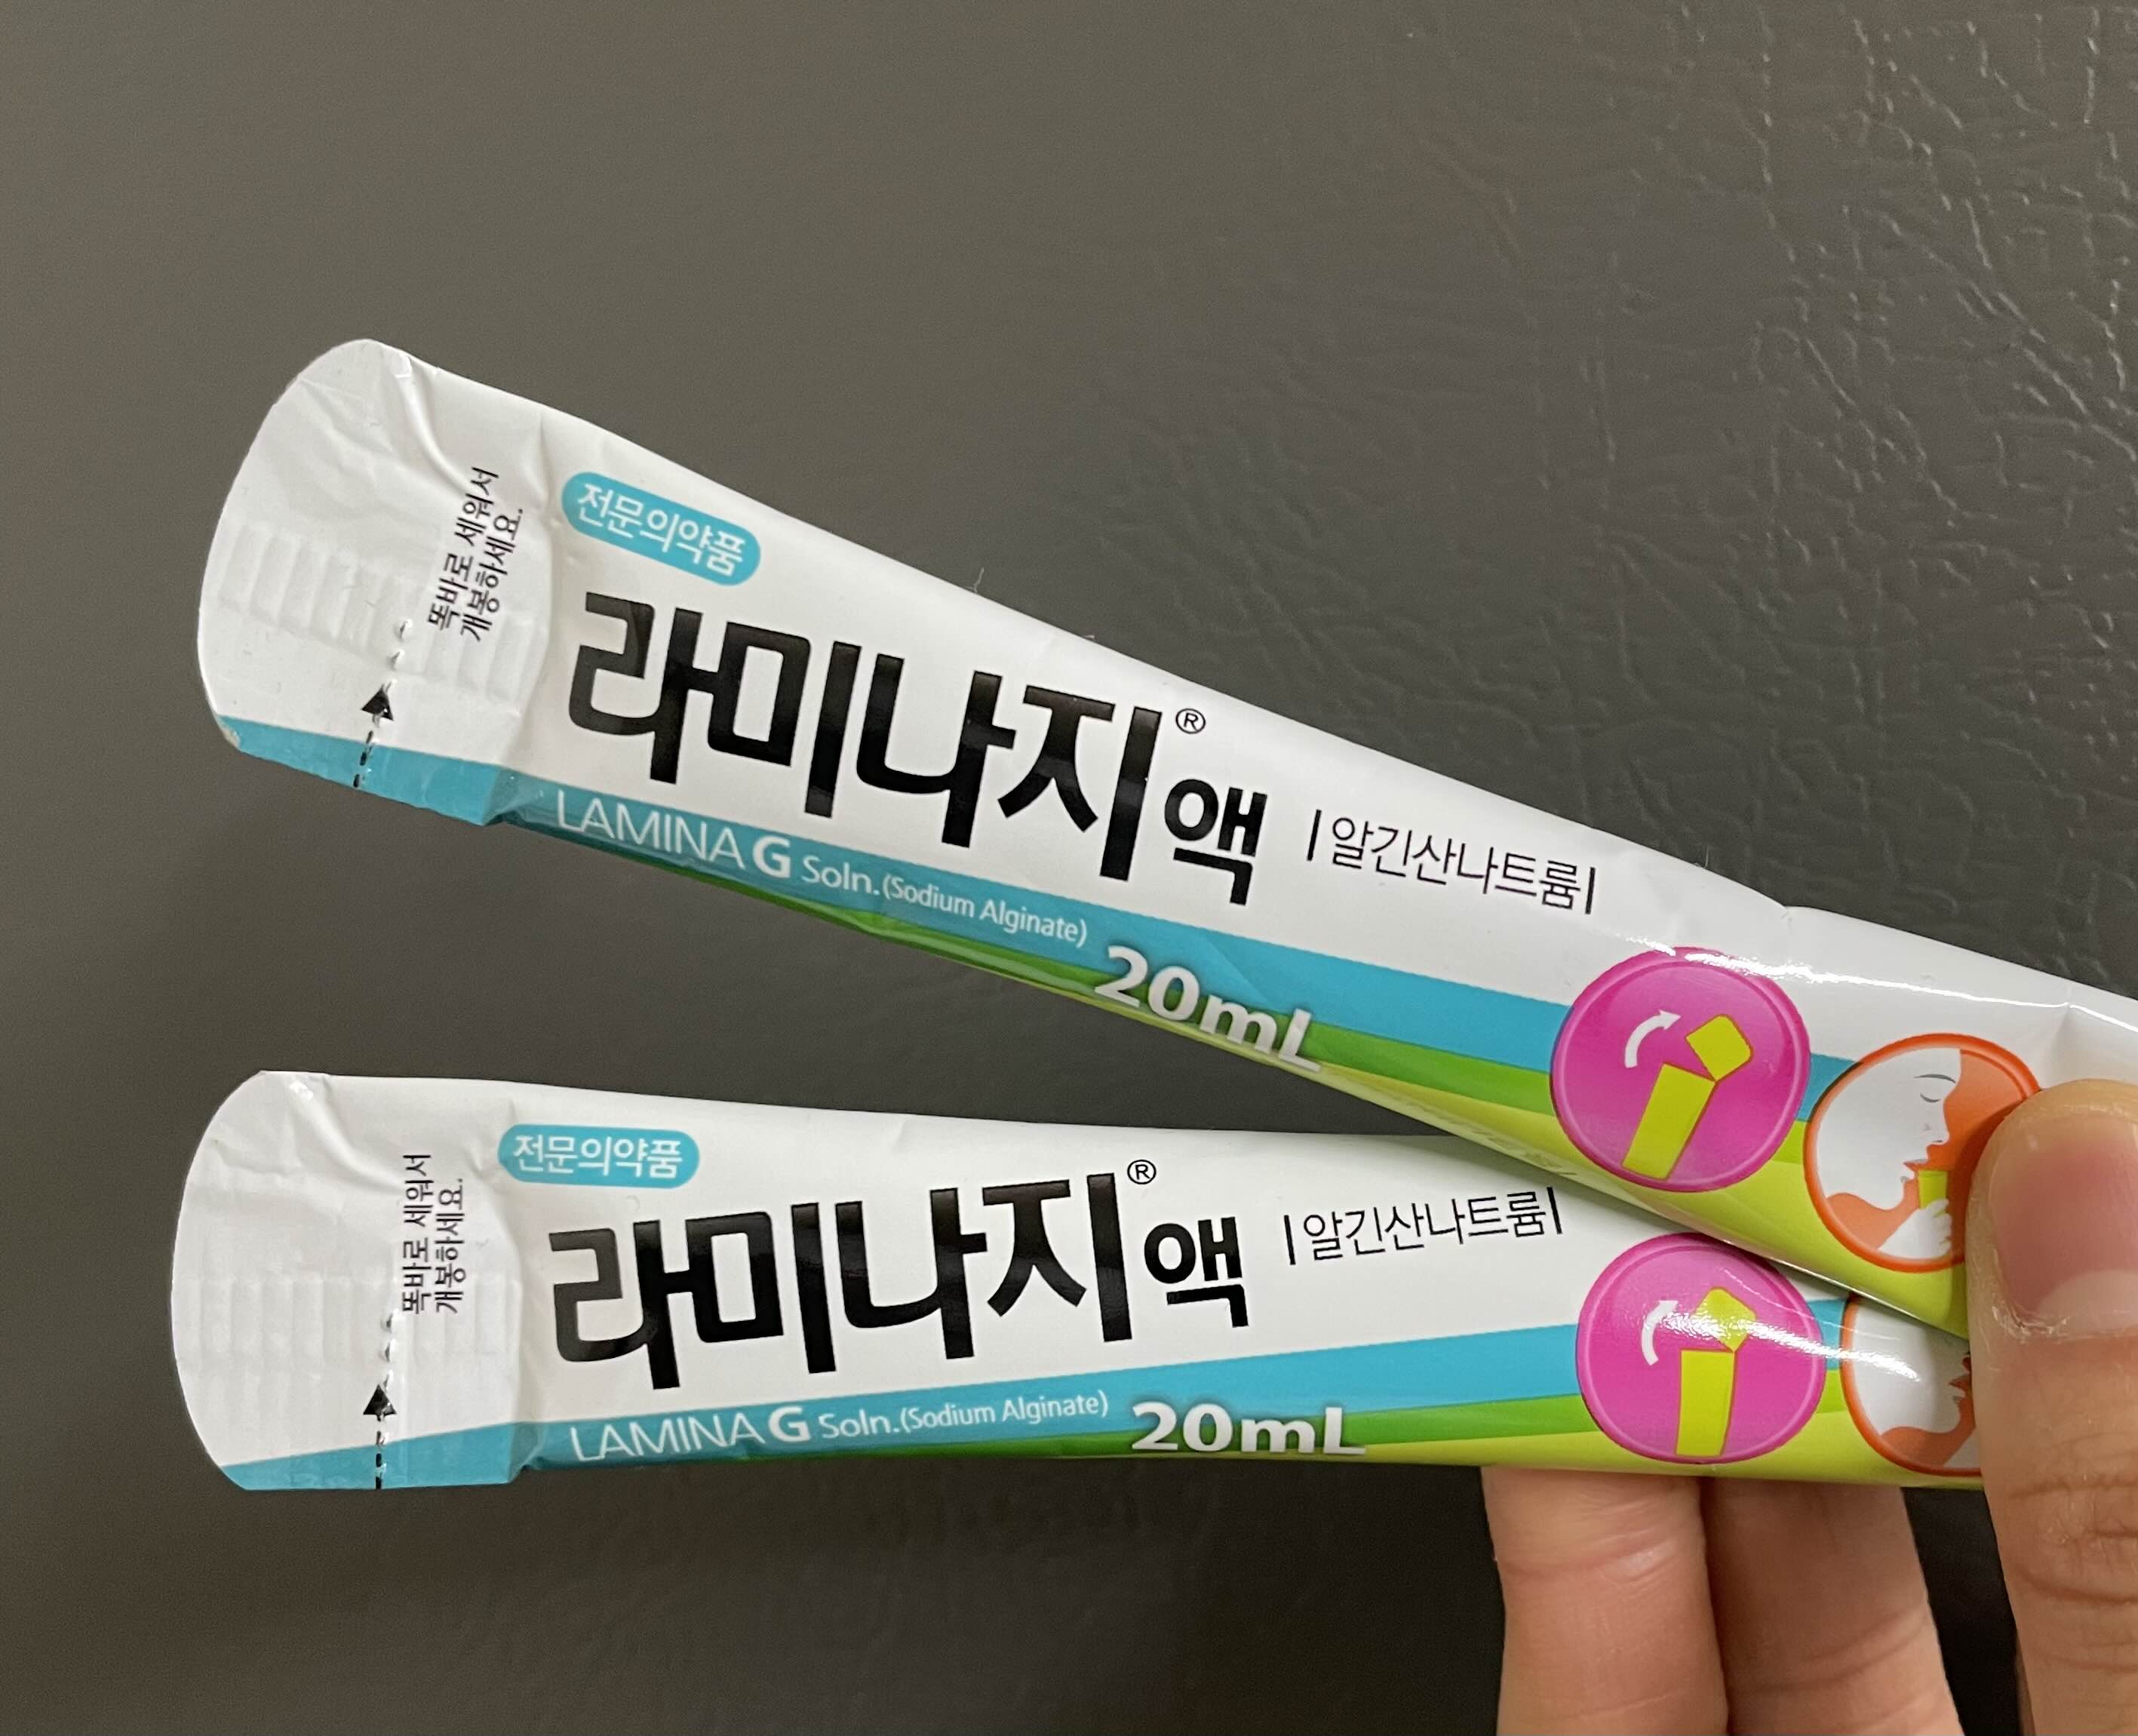 똑바로 세워서
개봉하세요.
전문의약품
라미나지® 액 |알긴산나트륨|
LAMINA G Soln.(Sodium Alginate)
20mL
똑바로 세워서
개봉하세요.
전문의약품
라미나지® 액 |알긴산나트륨|
LAMINA G Soln.(Sodium Alginate)
20mL